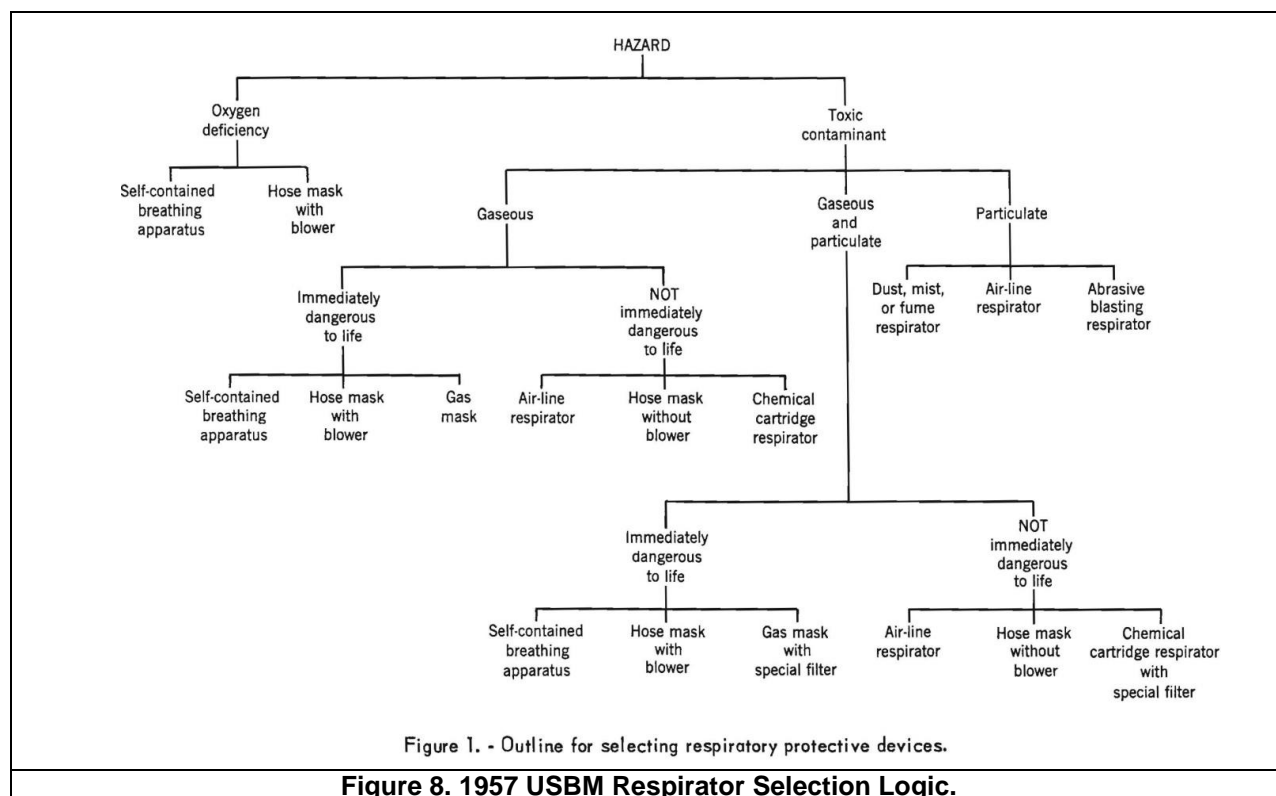 HAZARD
Oxygen
deficiency
Toxic
contaminant
Self-contained
breathing
apparatus
Hose mask
with
blower
Gaseous
Gaseous
and
particulate
Particulate
Immediately
dangerous
to life
NOT
immediately
dangerous
to life
Dust, mist,
or fume
respirator
Air-line
respirator
Abrasive
blasting
respirator
Self-contained
breathing
apparatus
Hose mask
with
blower
Gas
mask
Air-line
respirator
Hose mask
without
blower
Chemical
cartridge
respirator
Immediately
dangerous
to life
NOT
immediately
dangerous
to life
Self-contained
breathing
apparatus
Hose mask
with
blower
Gas mask
with
special filter
Air-line
respirator
Hose mask
without
blower
Chemical
cartridge respirator
with
special filter
Figure 1. - Outline for selecting respiratory protective devices.
Figure 8. 1957 USBM Respirator Selection Logic.